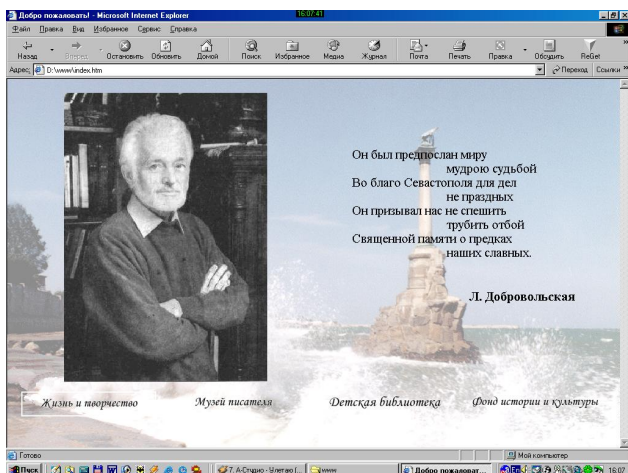 Добро пожаловать! - Microsoft Internet Explorer
16:07:41
Файл Правка Вид Избранное Сервис Справка
Назад Вперед Остановить Обновить Домой Поиск Избранное Медиа Журнал Почта Печать Правка Обсудить ReGet
Адрес: D:\www\index.htm Переход Ссылки
Он был предпослан миру
мудрою судьбой
Во благо Севастополя для дел
не праздных
Он призывал нас не спешить
трубить отбой
Священной памяти о предках
наших славных.
Л. Добровольская
Жизнь и творчество Музей писателя Детская библиотека Фонд истории и культуры
Готово Мой компьютер
Пуск 7. А-Студио - Улетаю (... www Добро пожаловат... 16:07